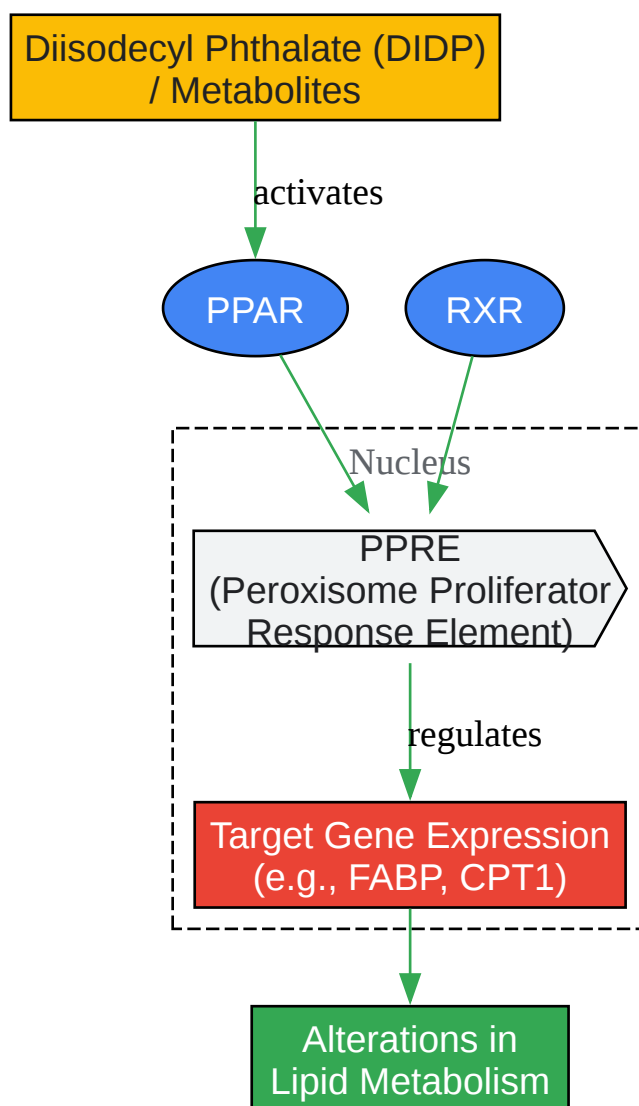 Diisodecyl Phthalate (DIDP)
/ Metabolites
activates
PPAR
RXR
Nucleus
PPRE
(Peroxisome Proliferator
Response Element)
regulates
Target Gene Expression
(e.g., FABP, CPT1)
Alterations in
Lipid Metabolism